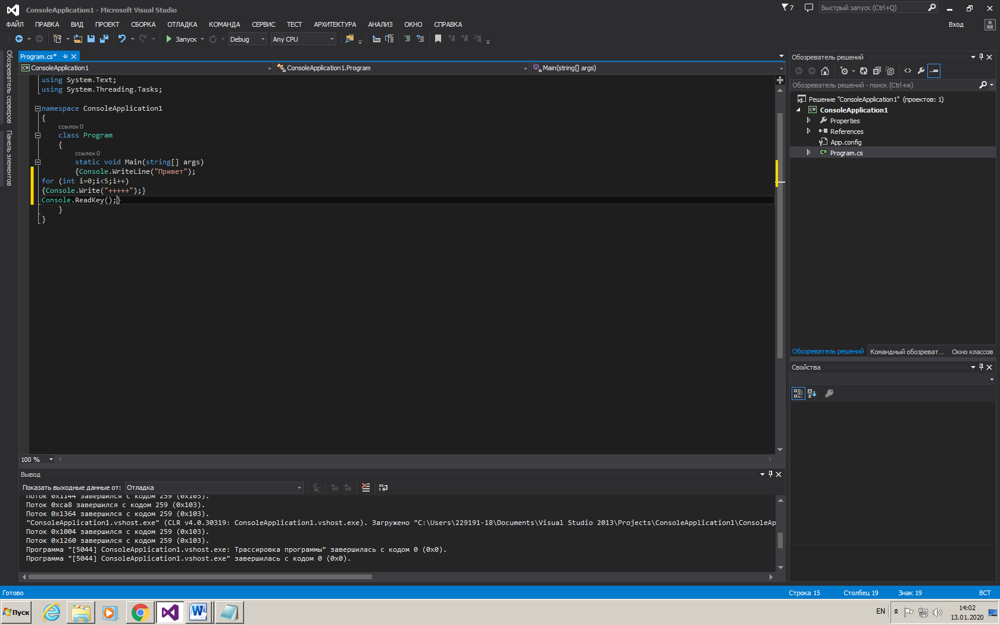 ConsoleApplication1 - Microsoft Visual Studio
7
Быстрый запуск (Ctrl+Q)
ФАЙЛ ПРАВКА ВИД ПРОЕКТ СБОРКА ОТЛАДКА КОМАНДА СЕРВИС ТЕСТ АРХИТЕКТУРА АНАЛИЗ ОКНО СПРАВКА
Вход
Запуск Debug Any CPU
Обозреватель серверов
Панель элементов
Program.cs*
ConsoleApplication1 ConsoleApplication1.Program Main(string[] args)
using System.Text;
using System.Threading.Tasks;
namespace ConsoleApplication1
{
ссылок 0
class Program
{
ссылок 0
static void Main(string[] args)
{Console.WriteLine("Привет");
for (int i=0;i<5;i++)
{Console.Write("+++++");}
Console.ReadKey();}
}
}
100 %
Вывод
Показать выходные данные от: Отладка
Поток 0x1144 завершился с кодом 259 (0x103).
Поток 0xca8 завершился с кодом 259 (0x103).
Поток 0x1364 завершился с кодом 259 (0x103).
"ConsoleApplication1.vshost.exe" (CLR v4.0.30319: ConsoleApplication1.vshost.exe). Загружено "C:\Users\229191-18\Documents\Visual Studio 2013\Projects\ConsoleApplication1\ConsoleAp
Поток 0x1004 завершился с кодом 259 (0x103).
Поток 0x1260 завершился с кодом 259 (0x103).
Программа "[5044] ConsoleApplication1.vshost.exe: Трассировка программы" завершилась с кодом 0 (0x0).
Программа "[5044] ConsoleApplication1.vshost.exe" завершилась с кодом 0 (0x0).
Обозреватель решений
Обозреватель решений - поиск (Ctrl+ж)
Решение "ConsoleApplication1" (проектов: 1)
C# ConsoleApplication1
Properties
References
App.config
C# Program.cs
Обозреватель решений Командный обозреват... Окно классов
Свойства
Готово
Строка 15 Столбец 19 Знак 19 ВСТ
Пуск
EN
14:02
13.01.2020